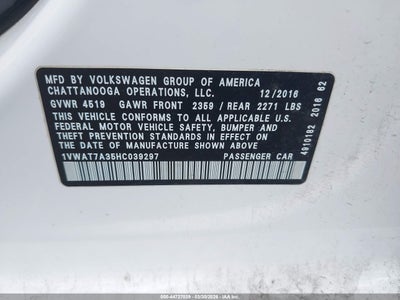 MFD BY VOLKSWAGEN GROUP OF AMERICA
CHATTANOOGA OPERATIONS, LLC. 12/2016
GVWR 4519 GAWR FRONT 2359 / REAR 2271 LBS
THIS VEHICLE CONFORMS TO ALL APPLICABLE U.S.
FEDERAL MOTOR VEHICLE SAFETY, BUMPER AND
THEFT PREVENTION STANDARDS IN EFFECT ON THE
DATE OF MANUFACTURE SHOWN ABOVE
1VWAT7A35HC039297 PASSENGER CAR
4910182 2016 62